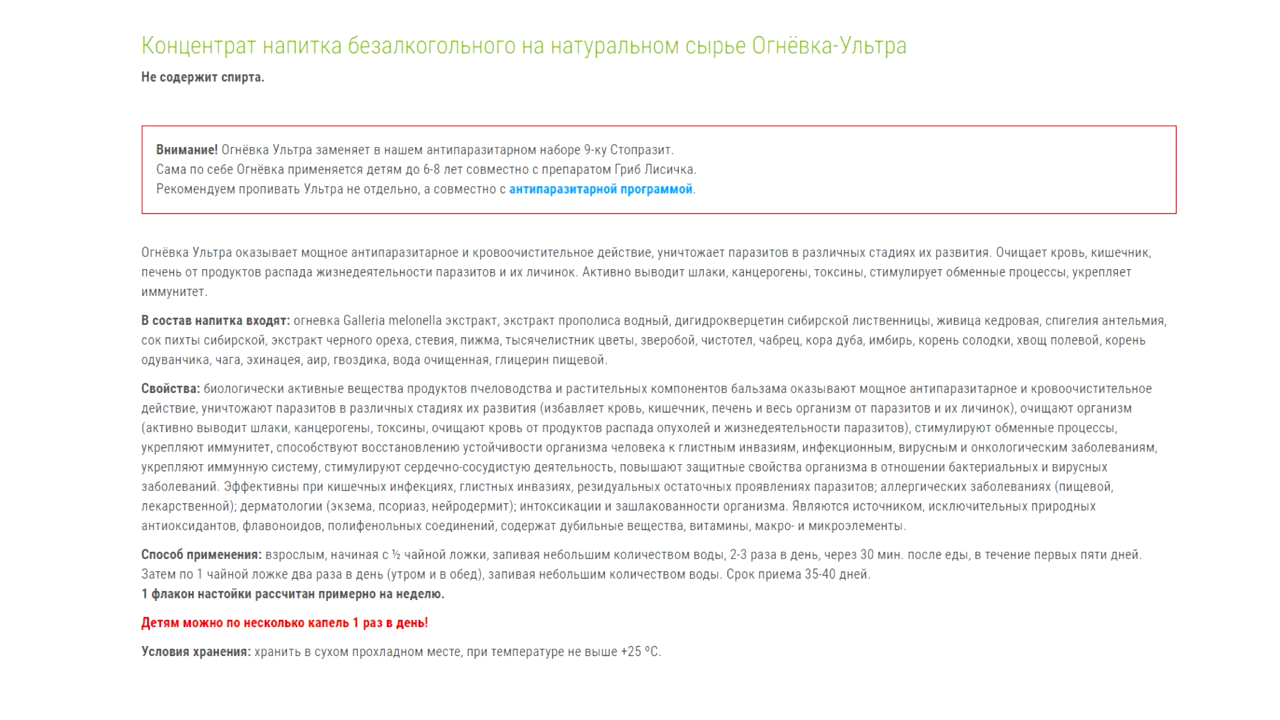 Концентрат напитка безалкогольного на натуральном сырье Огнёвка-Ультра
Не содержит спирта.
Внимание! Огнёвка Ультра заменяет в нашем антипаразитарном наборе 9-ку Стопразит.
Сама по себе Огнёвка применяется детям до 6-8 лет совместно с препаратом Гриб Лисичка.
Рекомендуем пропивать Ультра не отдельно, а совместно с антипаразитарной программой.
Огнёвка Ультра оказывает мощное антипаразитарное и кровоочистительное действие, уничтожает паразитов в различных стадиях их развития. Очищает кровь, кишечник,
печень от продуктов распада жизнедеятельности паразитов и их личинок. Активно выводит шлаки, канцерогены, токсины, стимулирует обменные процессы, укрепляет
иммунитет.
В состав напитка входят: огневка Galleria melonella экстракт, экстракт прополиса водный, дигидрокверцетин сибирской лиственницы, живица кедровая, спигелия антельмия,
сок пихты сибирской, экстракт черного ореха, стевия, пижма, тысячелистник цветы, зверобой, чистотел, чабрец, кора дуба, имбирь, корень солодки, хвощ полевой, корень
одуванчика, чага, эхинацея, аир, гвоздика, вода очищенная, глицерин пищевой.
Свойства: биологически активные вещества продуктов пчеловодства и растительных компонентов бальзама оказывают мощное антипаразитарное и кровоочистительное
действие, уничтожают паразитов в различных стадиях их развития (избавляет кровь, кишечник, печень и весь организм от паразитов и их личинок), очищают организм
(активно выводит шлаки, канцерогены, токсины, очищают кровь от продуктов распада опухолей и жизнедеятельности паразитов), стимулируют обменные процессы,
укрепляют иммунитет, способствуют восстановлению устойчивости организма человека к глистным инвазиям, инфекционным, вирусным и онкологическим заболеваниям,
укрепляют иммунную систему, стимулируют сердечно-сосудистую деятельность, повышают защитные свойства организма в отношении бактериальных и вирусных
заболеваний. Эффективны при кишечных инфекциях, глистных инвазиях, резидуальных остаточных проявлениях паразитов; аллергических заболеваниях (пищевой,
лекарственной); дерматологии (экзема, псориаз, нейродермит); интоксикации и зашлакованности организма. Являются источником, исключительных природных
антиоксидантов, флавоноидов, полифенольных соединений, содержат дубильные вещества, витамины, макро- и микроэлементы.
Способ применения: взрослым, начиная с ½ чайной ложки, запивая небольшим количеством воды, 2-3 раза в день, через 30 мин. после еды, в течение первых пяти дней.
Затем по 1 чайной ложке два раза в день (утром и в обед), запивая небольшим количеством воды. Срок приема 35-40 дней.
1 флакон настойки рассчитан примерно на неделю.
Детям можно по несколько капель 1 раз в день!
Условия хранения: хранить в сухом прохладном месте, при температуре не выше +25 ºС.